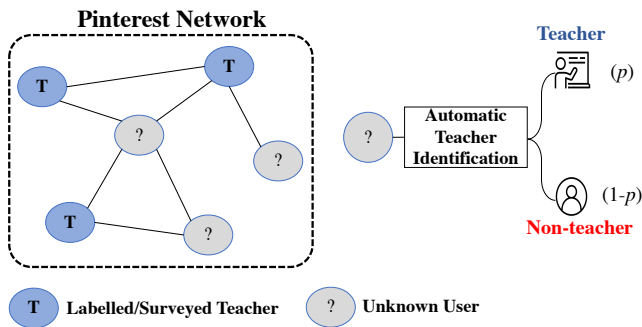 Pinterest Network
T
T
?
?
T
?
Teacher
(p)
?
Automatic
Teacher
Identification
(1-p)
Non-teacher
T Labelled/Surveyed Teacher
? Unknown User